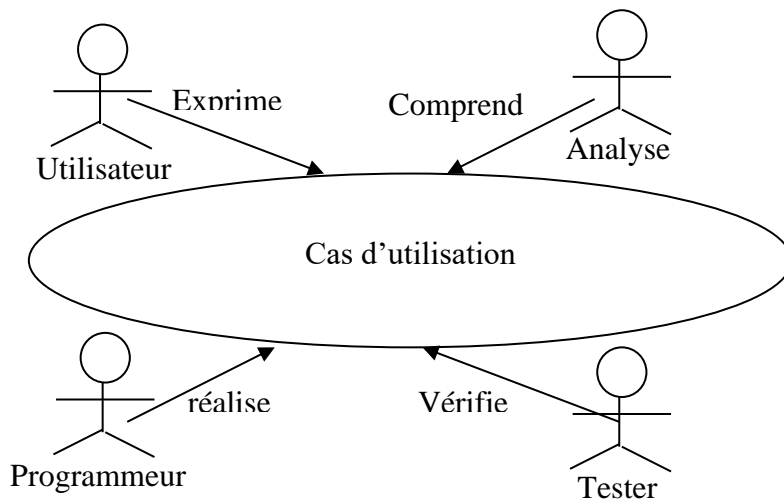 Exprime
Comprend
Utilisateur
Analyse
Cas d’utilisation
réalise
Vérifie
Programmeur
Tester